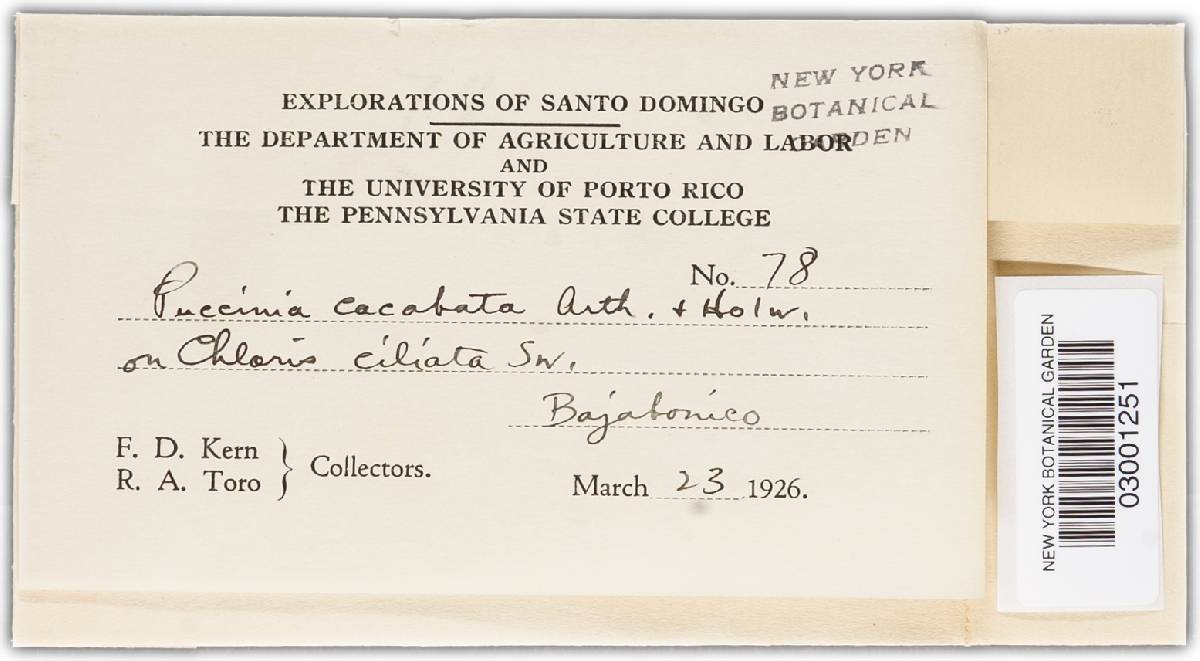 EXPLORATIONS OF SANTO DOMINGO
THE DEPARTMENT OF AGRICULTURE AND LABOR
AND
THE UNIVERSITY OF PORTO RICO
THE PENNSYLVANIA STATE COLLEGE
NEW YORK
BOTANICAL
GARDEN
No. 78
Puccinia cacabata Arth. + Holw.
on Chloris ciliata Sw.
Bajabonico
F. D. Kern
R. A. Toro
Collectors.
March 23 1926.
NEW YORK BOTANICAL GARDEN
03001251